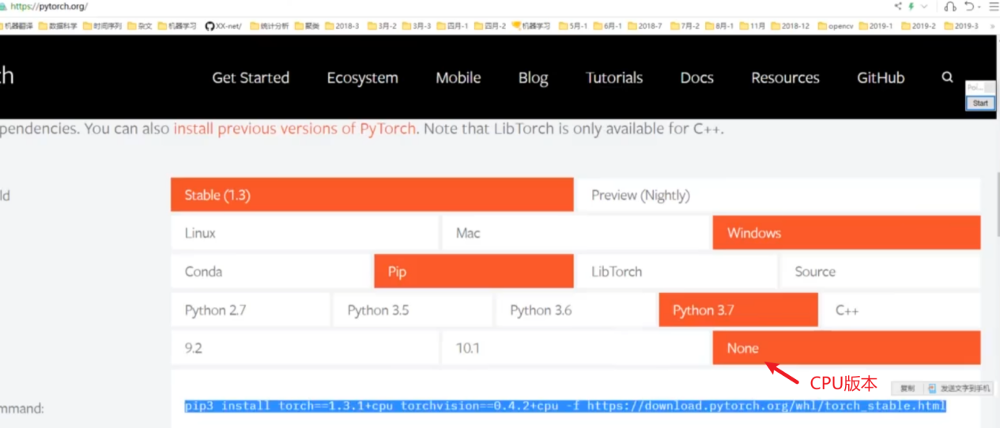 https://pytorch.org/
机器翻译 数据科学 时间序列 杂文 机器学习 XX-net/ 统计分析 聚类 2018-3 3月-2 3月-3 四月-1 四月-2 机器学习 5月-1 6月-1 2018-7 7月-2 8月-1 11月 2018-12 opencv 2019-1 2019-2 2019-3 »
ch Get Started Ecosystem Mobile Blog Tutorials Docs Resources GitHub
Poi...
Start
pendencies. You can also install previous versions of PyTorch. Note that LibTorch is only available for C++.
ld Stable (1.3) Preview (Nightly)
Linux Mac Windows
Conda Pip LibTorch Source
Python 2.7 Python 3.5 Python 3.6 Python 3.7 C++
9.2 10.1 None
CPU版本
复制 发送文字到手机
mmand: pip3 install torch==1.3.1+cpu torchvision==0.4.2+cpu -f https://download.pytorch.org/whl/torch_stable.html